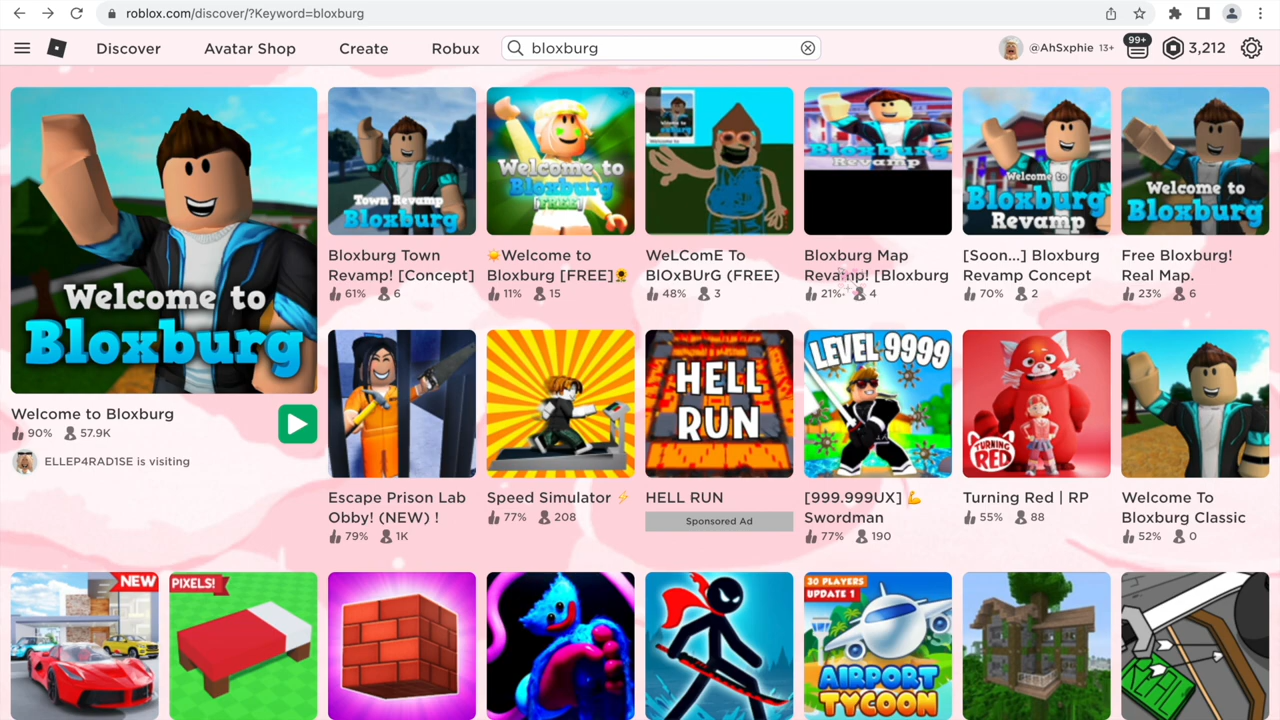 roblox.com/discover/?Keyword=bloxburg
Discover
Avatar Shop
Create
Robux
bloxburg
@AhSxphie 13+
99+
3,212
Welcome to
Bloxburg
Welcome to Bloxburg
90% 57.9K
ELLEP4RAD1SE is visiting
Town Revamp
Bloxburg
Bloxburg Town
Revamp! [Concept]
61% 6
Welcome to
Bloxburg
[FREE]
☀️Welcome to
Bloxburg [FREE]🌻
11% 15
WeLComE To
BlOxBUrG (FREE)
48% 3
Bloxburg
Revamp
Bloxburg Map
Revamp! [Bloxburg
21% 4
Welcome to
Bloxburg
Revamp
[Soon...] Bloxburg
Revamp Concept
70% 2
Welcome to
Bloxburg
Free Bloxburg!
Real Map.
23% 6
Escape Prison Lab
Obby! (NEW) !
79% 1K
Speed Simulator ⚡
77% 208
HELL
RUN
HELL RUN
Sponsored Ad
LEVEL 9999
[999.999UX] 💪
Swordman
77% 190
TURNING
RED
Turning Red | RP
55% 88
Welcome To
Bloxburg Classic
52% 0
NEW
PIXELS!
30 PLAYERS
UPDATE 1
AIRPORT
TYCOON